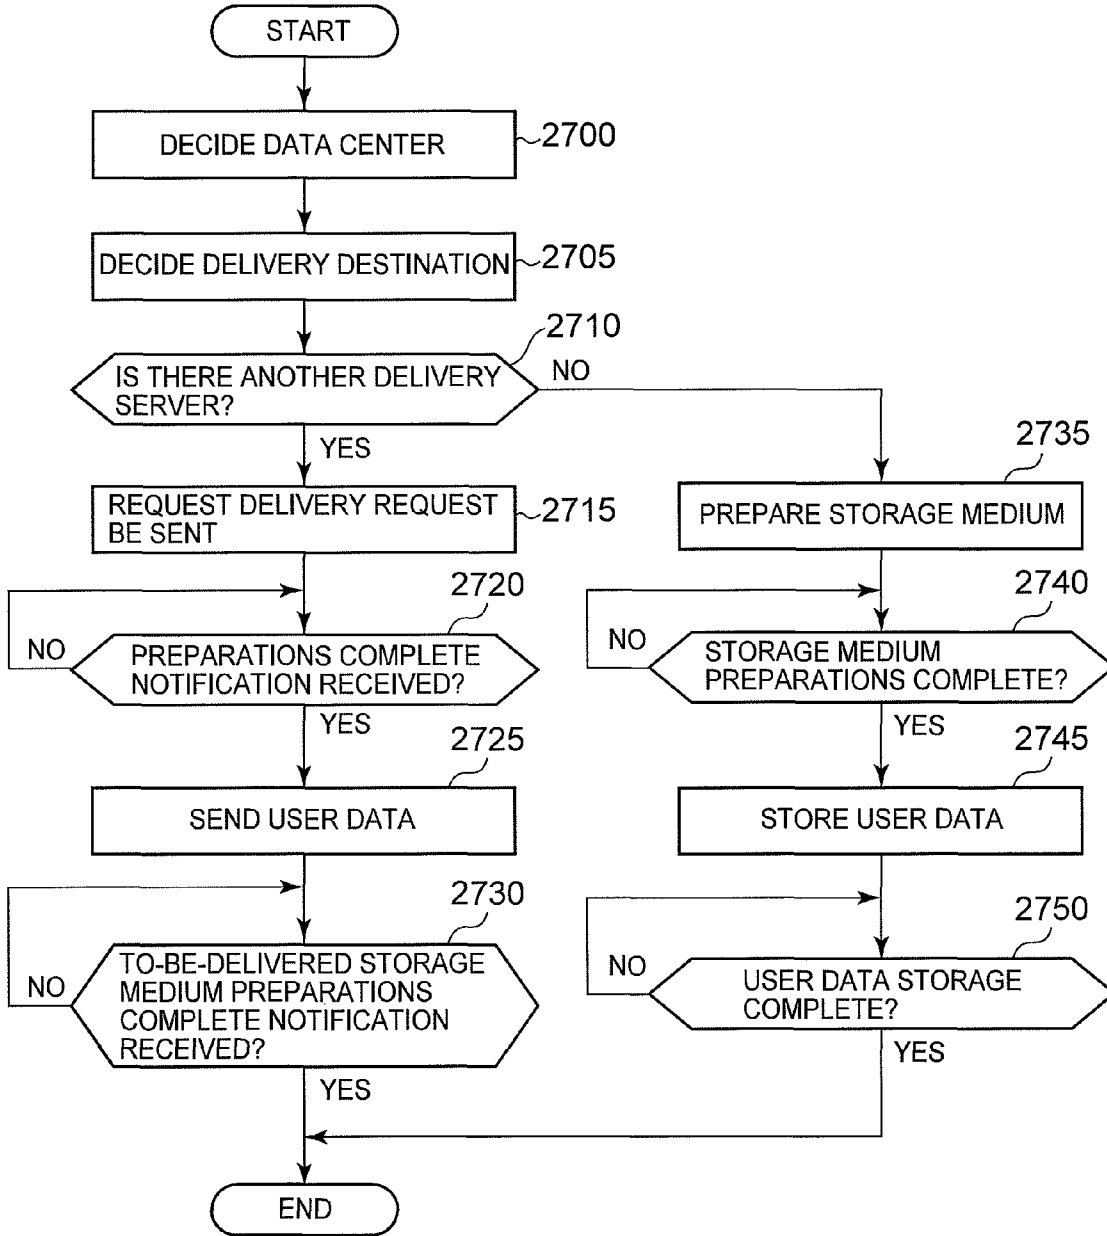 START
DECIDE DATA CENTER
2700
DECIDE DELIVERY DESTINATION
2705
2710
IS THERE ANOTHER DELIVERY
SERVER?
NO
YES
2735
REQUEST DELIVERY REQUEST
BE SENT
2715
PREPARE STORAGE MEDIUM
2720
2740
NO
PREPARATIONS COMPLETE
NOTIFICATION RECEIVED?
NO
STORAGE MEDIUM
PREPARATIONS COMPLETE?
YES
YES
2725
2745
SEND USER DATA
STORE USER DATA
2730
2750
NO
TO-BE-DELIVERED STORAGE
MEDIUM PREPARATIONS
COMPLETE NOTIFICATION
RECEIVED?
NO
USER DATA STORAGE
COMPLETE?
YES
YES
END